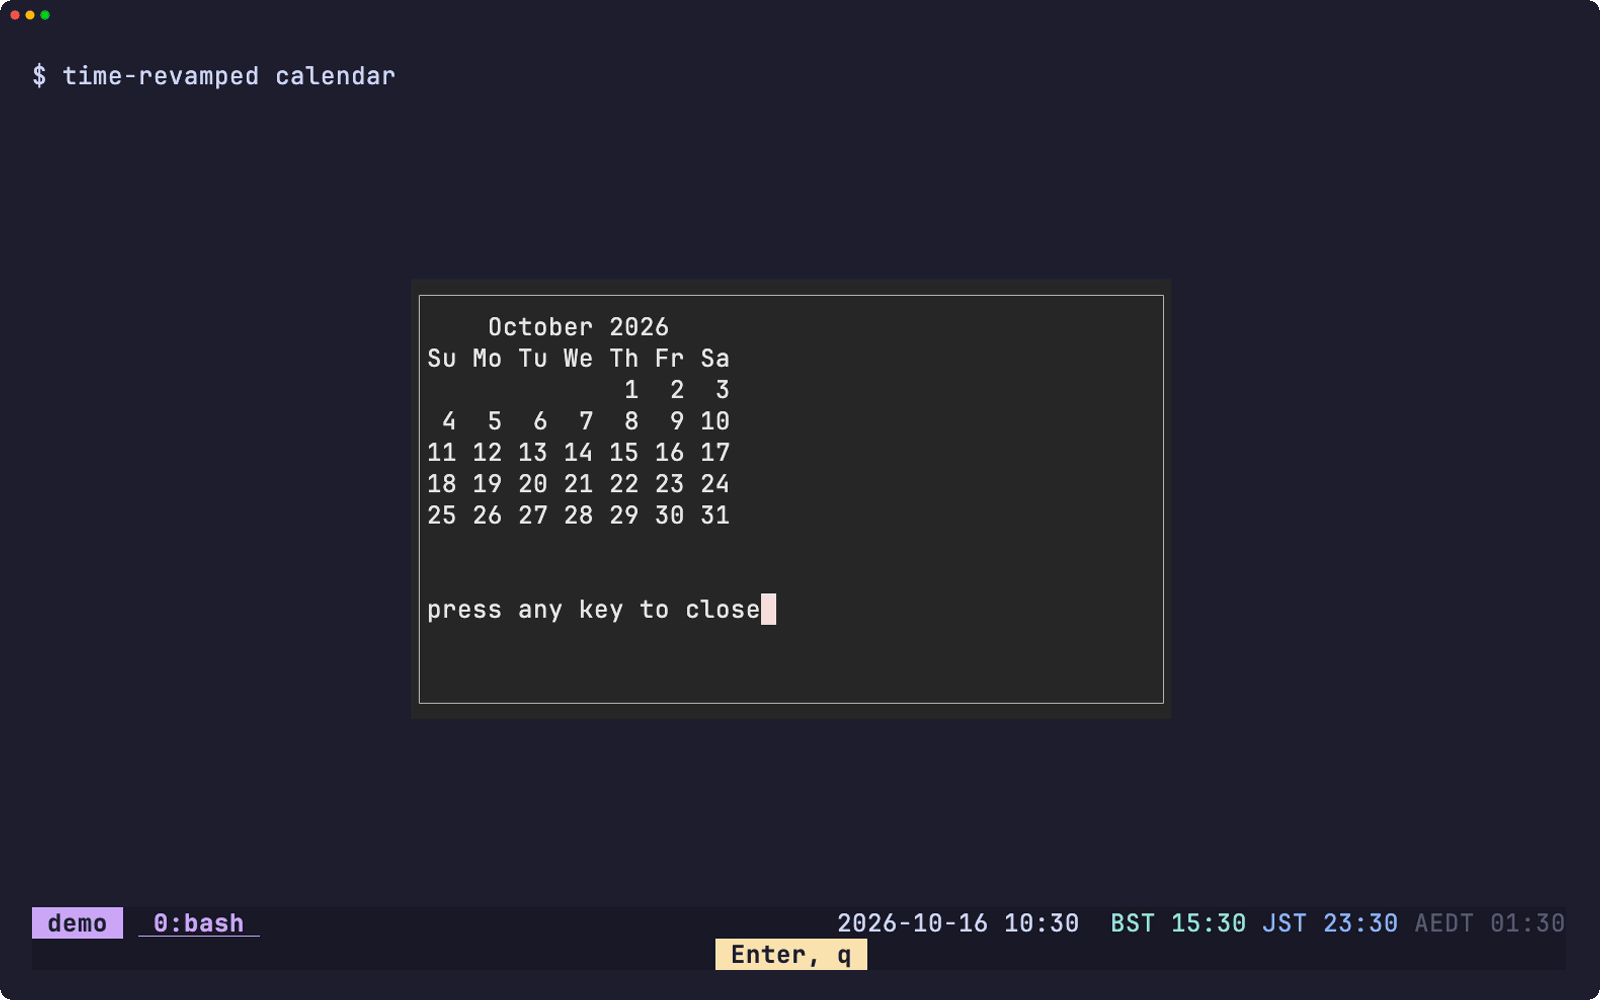 $ time-revamped calendar
October 2026
Su Mo Tu We Th Fr Sa
1 2 3
4 5 6 7 8 9 10
11 12 13 14 15 16 17
18 19 20 21 22 23 24
25 26 27 28 29 30 31
press any key to close
demo 0:bash 2026-10-16 10:30 BST 15:30 JST 23:30 AEDT 01:30
Enter, q